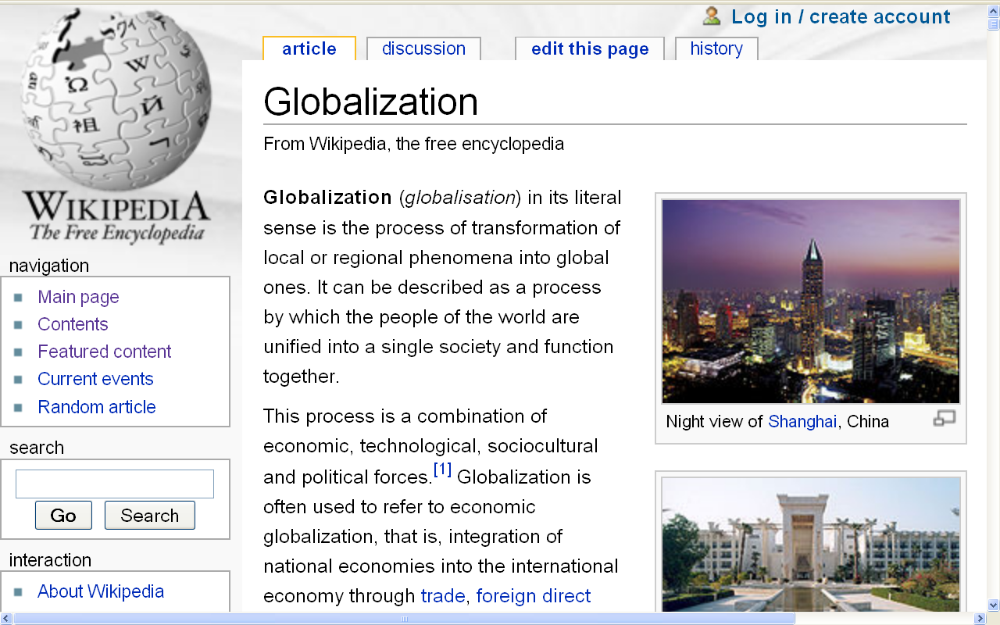 Log in / create account
article discussion edit this page history
WIKIPEDIA
The Free Encyclopedia
navigation
Main page
Contents
Featured content
Current events
Random article
search
Go Search
interaction
About Wikipedia
Globalization
From Wikipedia, the free encyclopedia
Globalization (globalisation) in its literal
sense is the process of transformation of
local or regional phenomena into global
ones. It can be described as a process
by which the people of the world are
unified into a single society and function
together.
This process is a combination of
economic, technological, sociocultural
and political forces.[1] Globalization is
often used to refer to economic
globalization, that is, integration of
national economies into the international
economy through trade, foreign direct
Night view of Shanghai, China